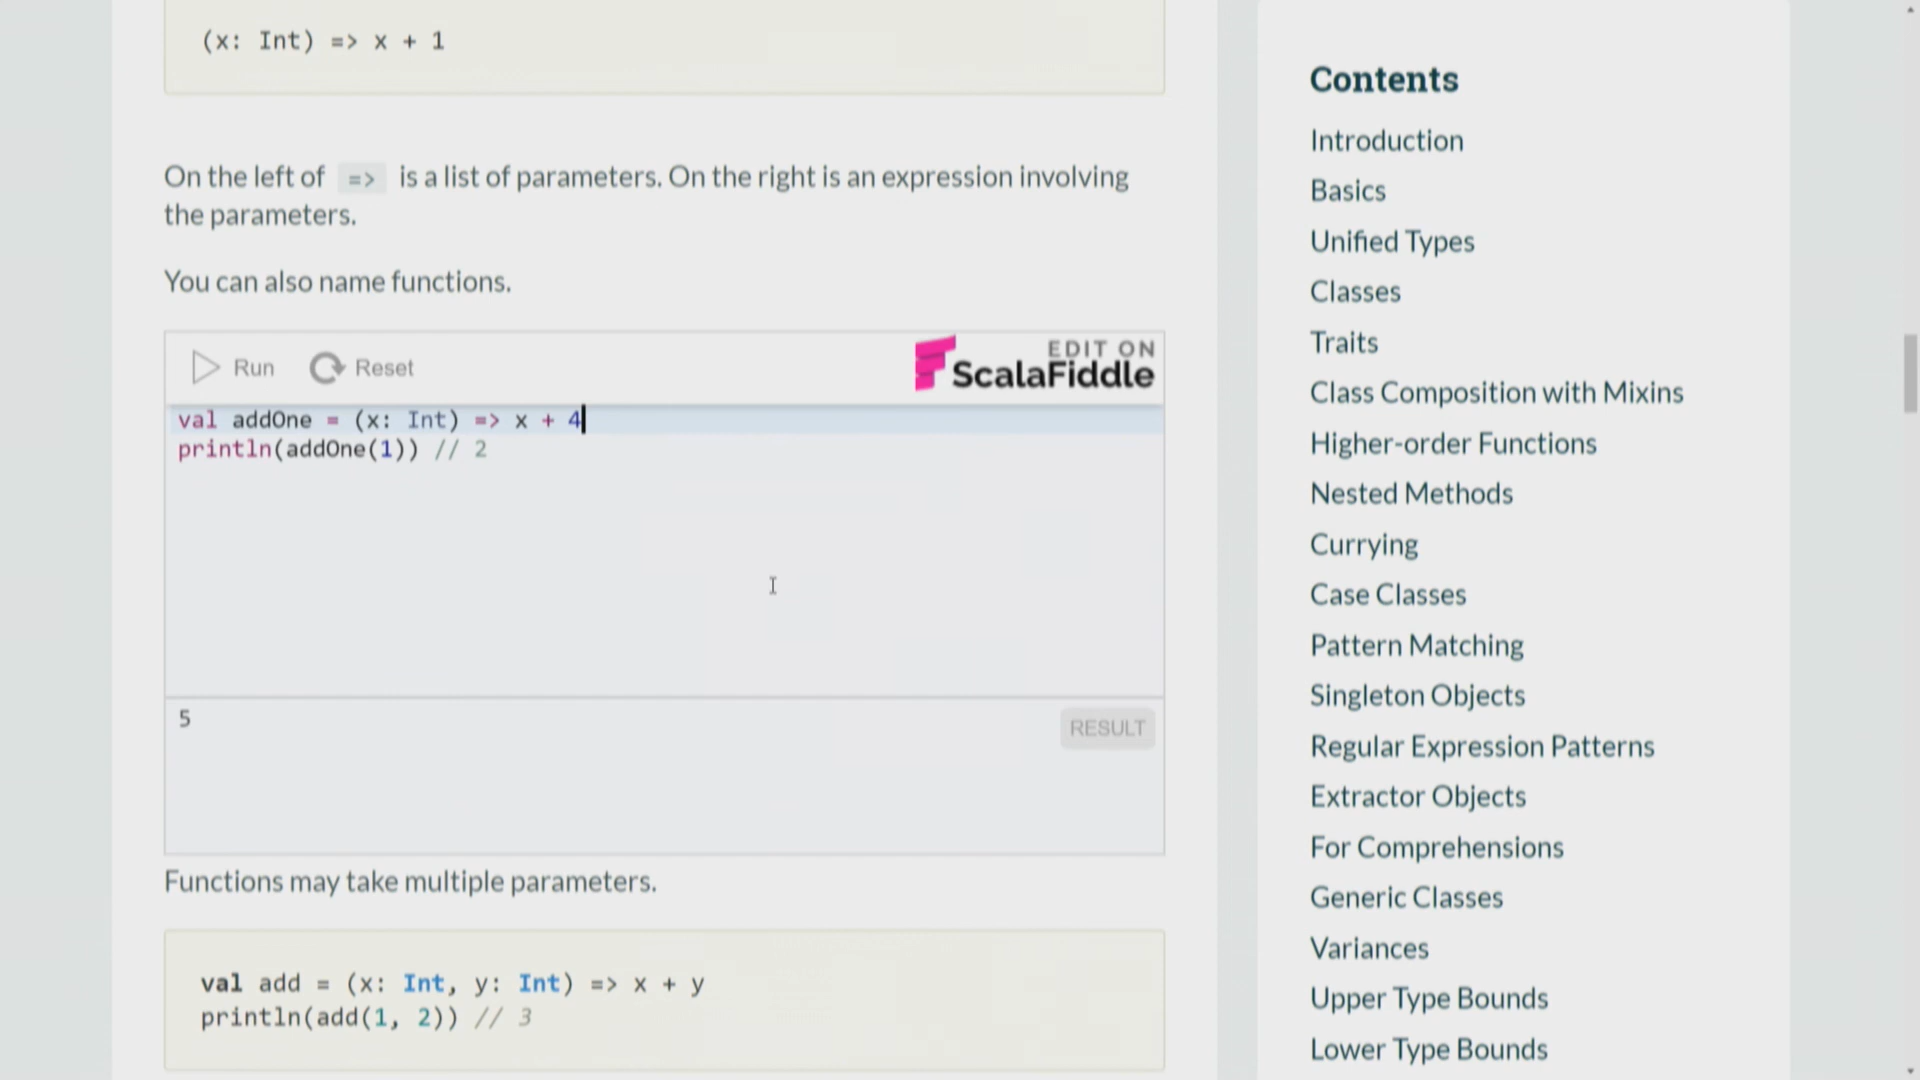 (x: Int) => x + 1
On the left of => is a list of parameters. On the right is an expression involving
the parameters.
You can also name functions.
Run Reset
EDIT ON
ScalaFiddle
val addOne = (x: Int) => x + 4
println(addOne(1)) // 2
5
RESULT
Functions may take multiple parameters.
val add = (x: Int, y: Int) => x + y
println(add(1, 2)) // 3
Contents
Introduction
Basics
Unified Types
Classes
Traits
Class Composition with Mixins
Higher-order Functions
Nested Methods
Currying
Case Classes
Pattern Matching
Singleton Objects
Regular Expression Patterns
Extractor Objects
For Comprehensions
Generic Classes
Variances
Upper Type Bounds
Lower Type Bounds